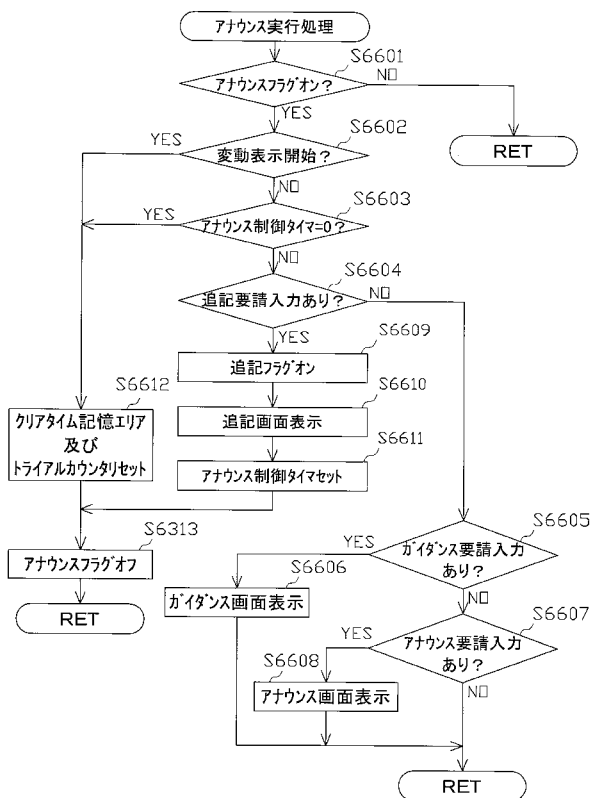 アナウンス実行処理
S6601
アナウンスフラグオン？
NO
YES
RET
S6602
YES
変動表示開始？
NO
S6603
YES
アナウンス制御タイマ=0？
NO
S6604
追記要請入力あり？
NO
YES
S6609
追記フラグオン
S6610
追記画面表示
S6611
アナウンス制御タイマセット
S6612
クリアタイム記憶エリア
及び
トライアルカウンタリセット
S6313
アナウンスフラグオフ
RET
S6605
YES
ガイダンス要請入力
あり？
NO
S6606
ガイダンス画面表示
S6607
YES
アナウンス要請入力
あり？
NO
S6608
アナウンス画面表示
RET